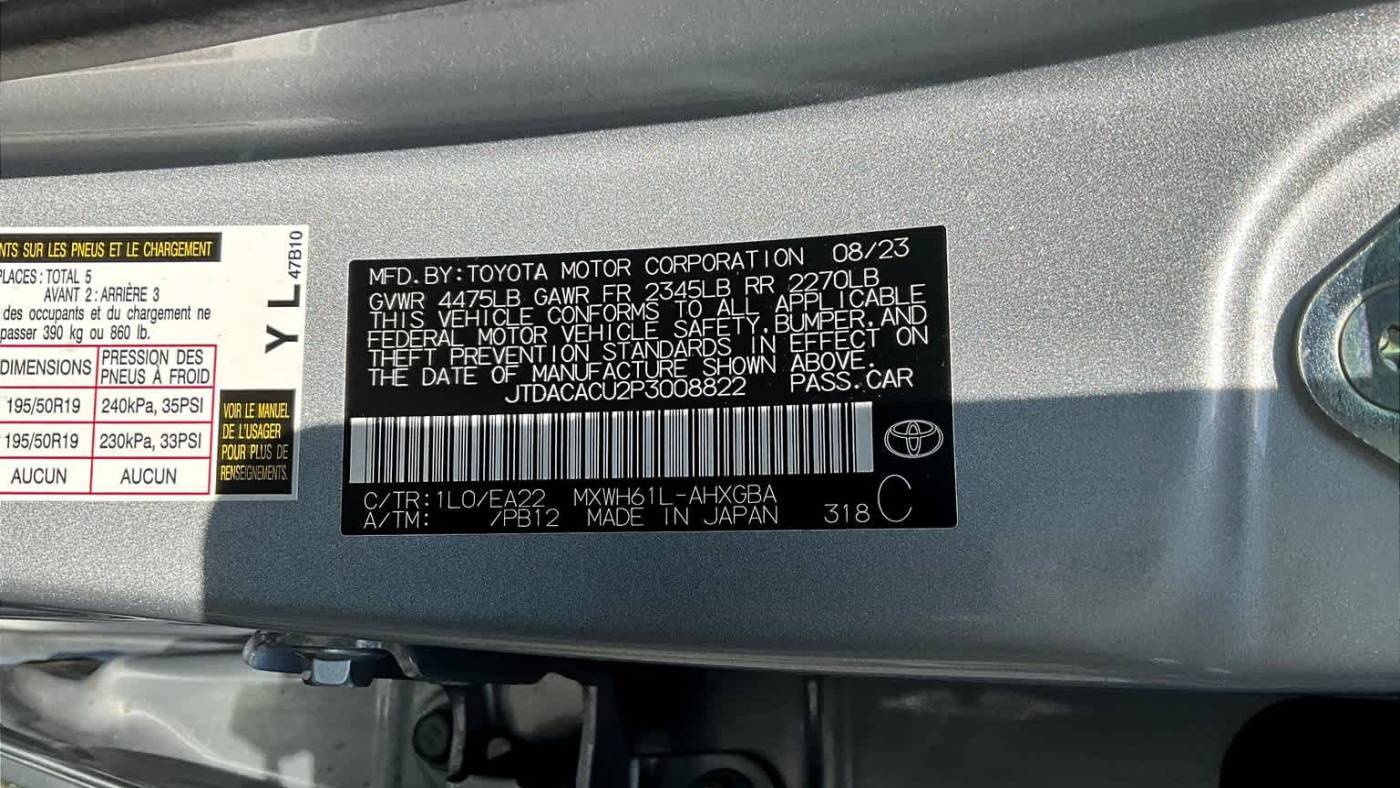 NTS SUR LES PNEUS ET LE CHARGEMENT
PLACES: TOTAL 5
AVANT 2: ARRIÈRE 3
des occupants et du chargement ne
passer 390 kg ou 860 lb.
DIMENSIONS PRESSION DES PNEUS À FROID
195/50R19 240kPa, 35PSI
195/50R19 230kPa, 33PSI
AUCUN AUCUN
YL 47B10
VOIR LE MANUEL
DE L'USAGER
POUR PLUS DE
RENSEIGNEMENTS.
MFD. BY: TOYOTA MOTOR CORPORATION 08/23
GVWR 4475LB GAWR FR 2345LB RR 2270LB
THIS VEHICLE CONFORMS TO ALL APPLICABLE
FEDERAL MOTOR VEHICLE SAFETY, BUMPER, AND
THEFT PREVENTION STANDARDS IN EFFECT ON
THE DATE OF MANUFACTURE SHOWN ABOVE.
JTDACACU2P3008822 PASS. CAR
C/TR: 1L0/EA22 MXWH61L-AHXGBA
A/TM: /PB12 MADE IN JAPAN 318 C